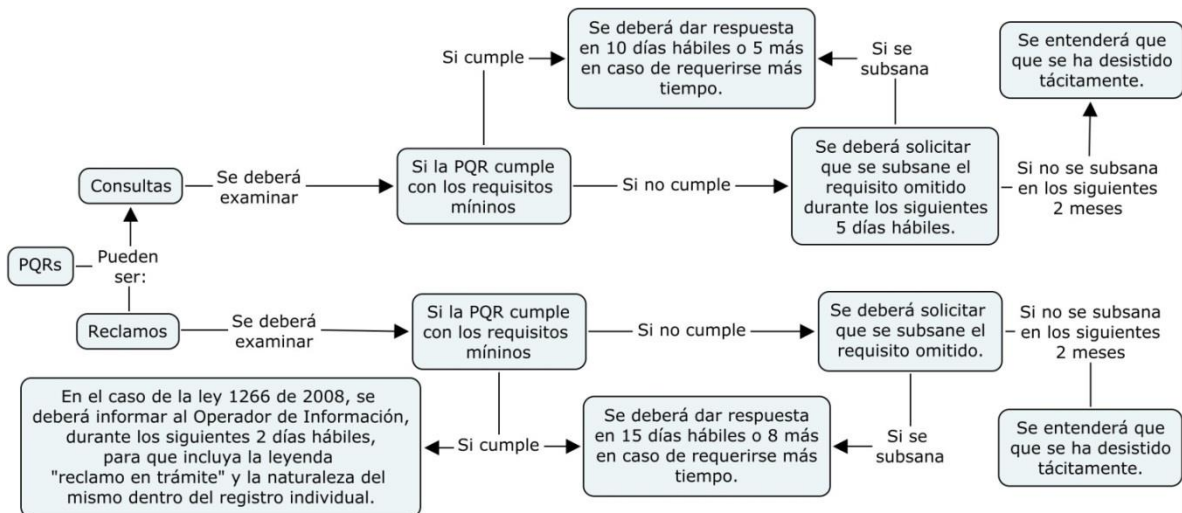 PQRs
Pueden
ser:
Consultas
Se deberá
examinar
Si la PQR cumple
con los requisitos
míninos
Si cumple
Se deberá dar respuesta
en 10 días hábiles o 5 más
en caso de requerirse más
tiempo.
Si no cumple
Se deberá solicitar
que se subsane el
requisito omitido
durante los siguientes
5 días hábiles.
Si se
subsana
Si no se subsana
en los siguientes
2 meses
Se entenderá que
que se ha desistido
tácitamente.
Reclamos
Se deberá
examinar
Si la PQR cumple
con los requisitos
míninos
Si cumple
En el caso de la ley 1266 de 2008, se
deberá informar al Operador de Información,
durante los siguientes 2 días hábiles,
para que incluya la leyenda
"reclamo en trámite" y la naturaleza del
mismo dentro del registro individual.
Se deberá dar respuesta
en 15 días hábiles o 8 más
en caso de requerirse más
tiempo.
Si no cumple
Se deberá solicitar
que se subsane el
requisito omitido.
Si se
subsana
Si no se subsana
en los siguientes
2 meses
Se entenderá que
que se ha desistido
tácitamente.